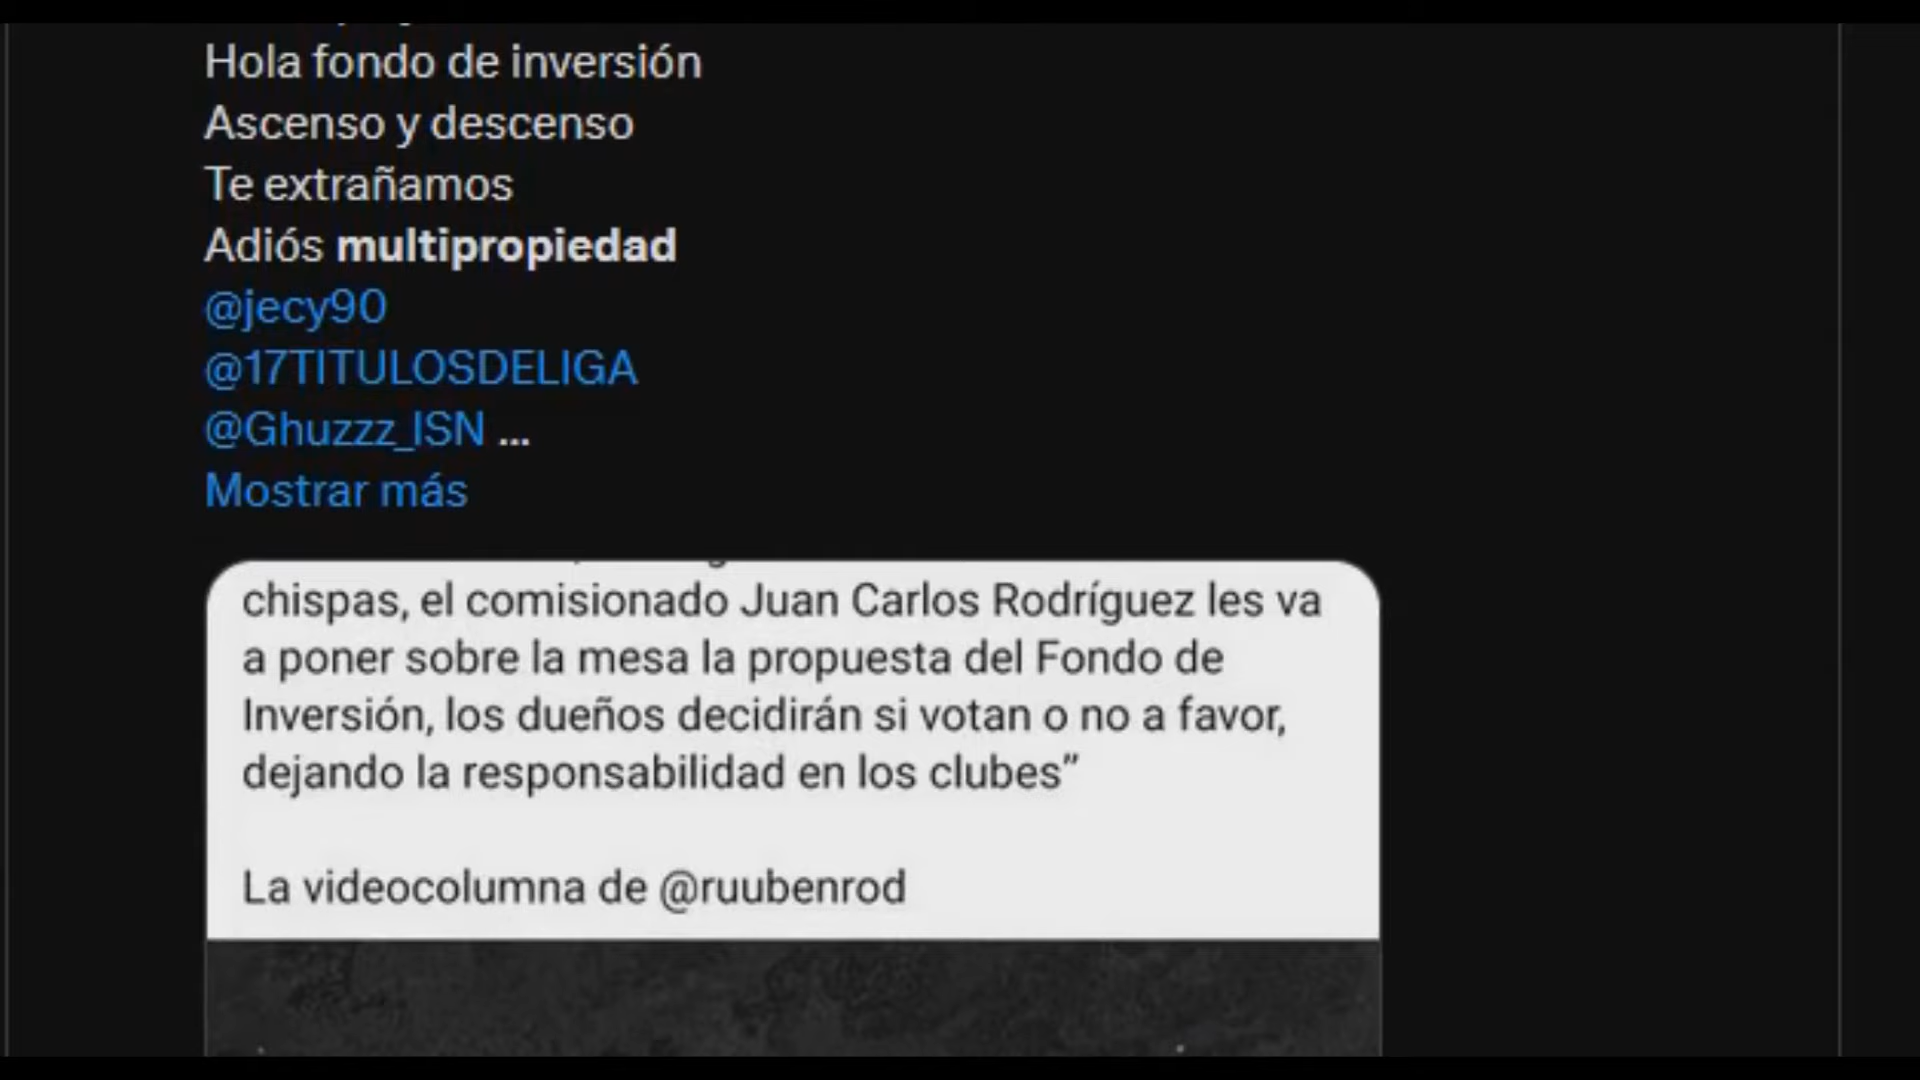 Hola fondo de inversión
Ascenso y descenso
Te extrañamos
Adiós multipropiedad
@jecy90
@17TITULOSDELIGA
@Ghuzzz_ISN ...
Mostrar más
chispas, el comisionado Juan Carlos Rodríguez les va
a poner sobre la mesa la propuesta del Fondo de
Inversión, los dueños decidirán si votan o no a favor,
dejando la responsabilidad en los clubes”
La videocolumna de @ruubenrod